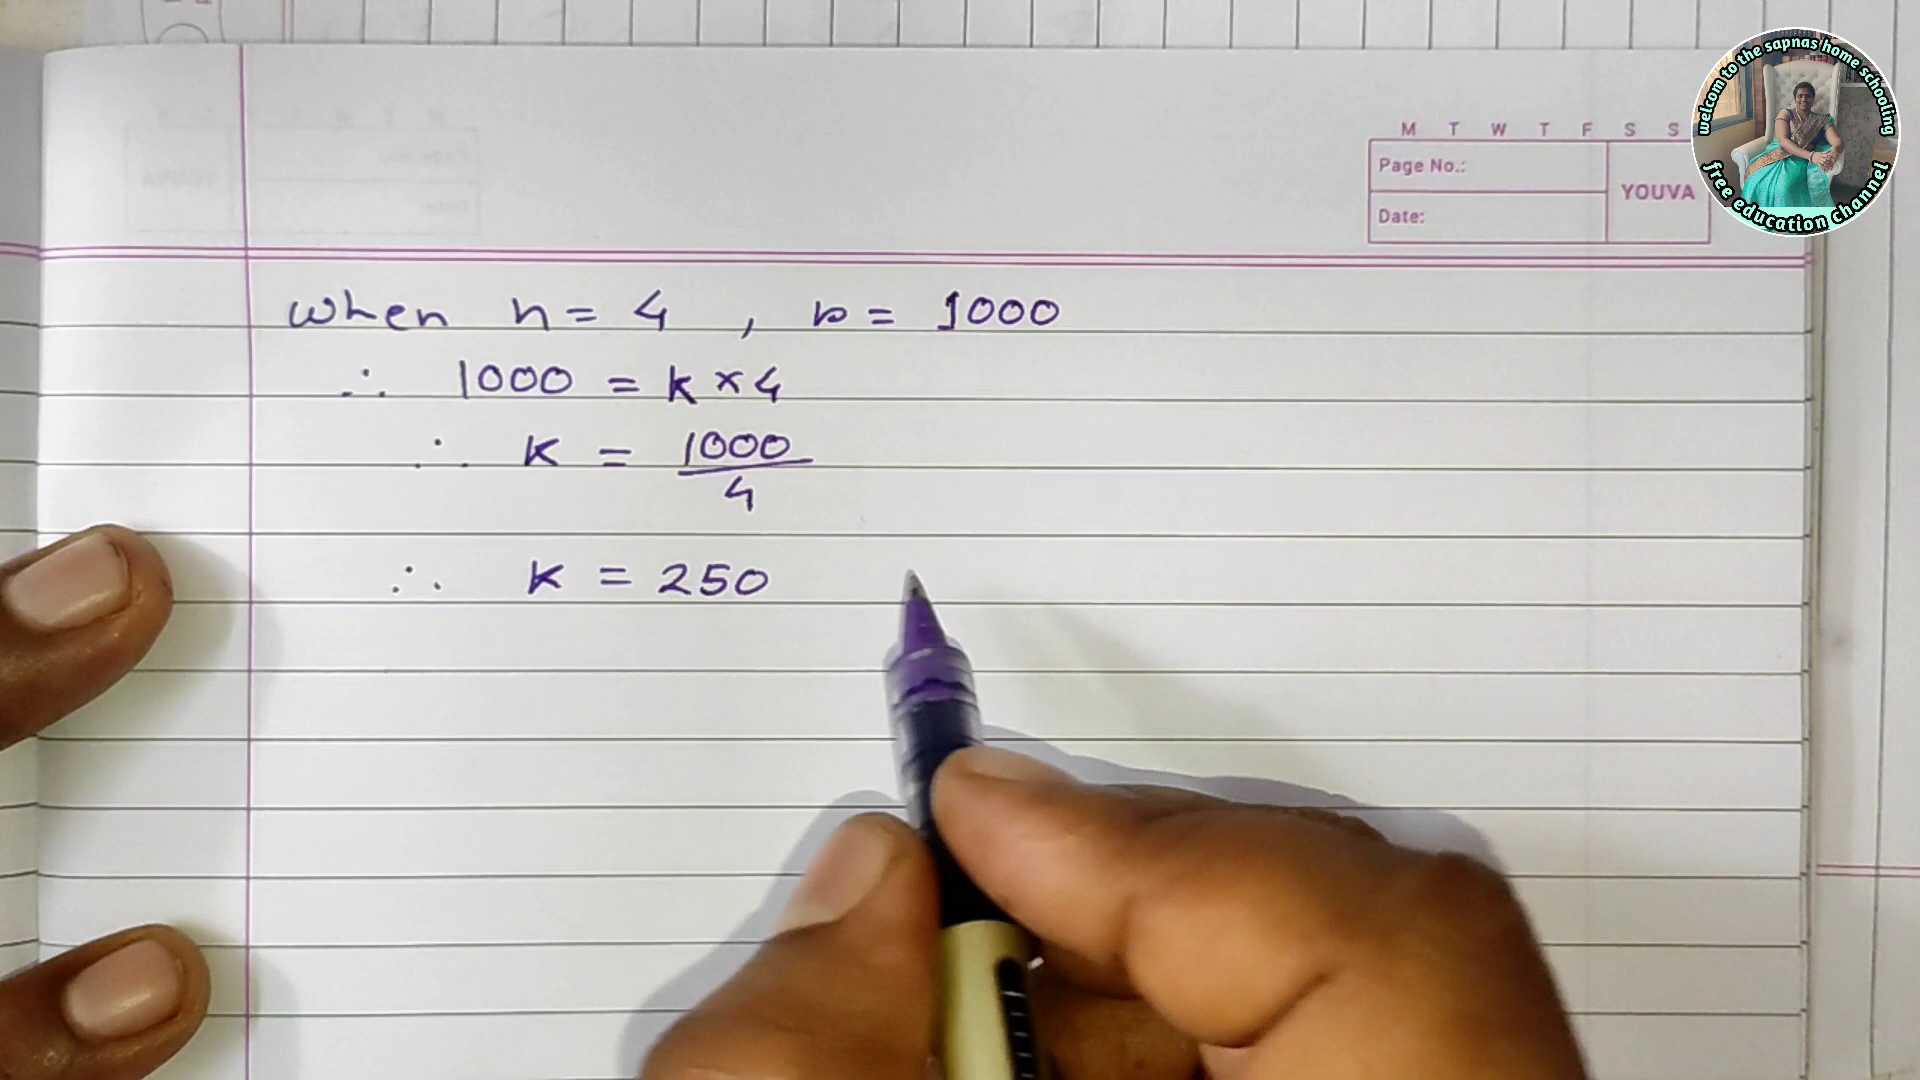 welcom to the sapnas home schooling
free education channel
M T W T F S S
Page No.:
YOUVA
Date:
when n = 4 , b = 1000
∴ 1000 = k × 4
∴ k = 1000/4
∴ k = 250